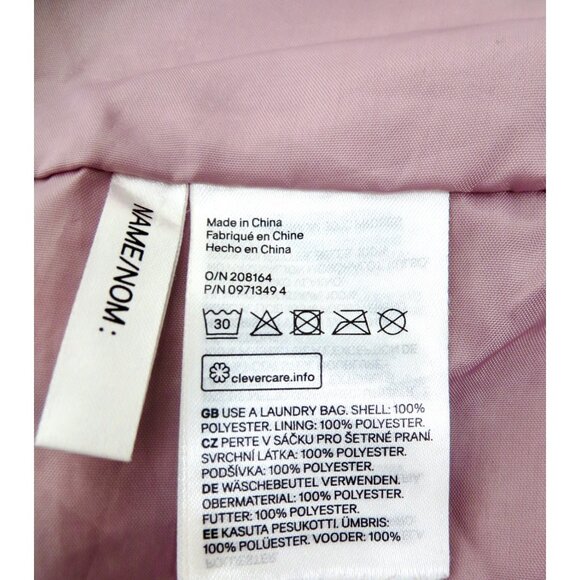 NAME/NOM:
Made in China
Fabriqué en Chine
Hecho en China
O/N 208164
P/N 0971349 4
30
clevercare.info
GB USE A LAUNDRY BAG. SHELL: 100%
POLYESTER. LINING: 100% POLYESTER.
CZ PERTE V SÁČKU PRO ŠETRNÉ PRANÍ.
SVRCHNÍ LÁTKA: 100% POLYESTER.
PODŠÍVKA: 100% POLYESTER.
DE WÄSCHEBEUTEL VERWENDEN.
OBERMATERIAL: 100% POLYESTER.
FUTTER: 100% POLYESTER.
EE KASUTA PESUKOTTI. ÜMBRIS:
100% POLÜESTER. VOODER: 100%